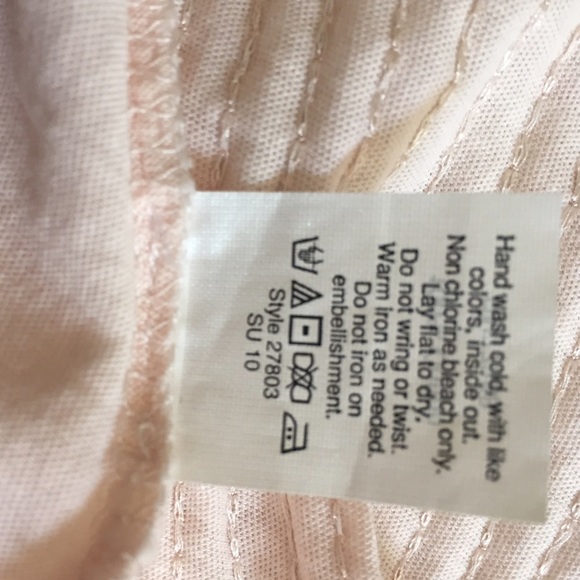 Hand wash cold, with like
colors, inside out.
Non chlorine bleach only.
Lay flat to dry.
Do not wring or twist.
Warm iron as needed.
Do not iron on
embellishment.
Style 27803
SU 10